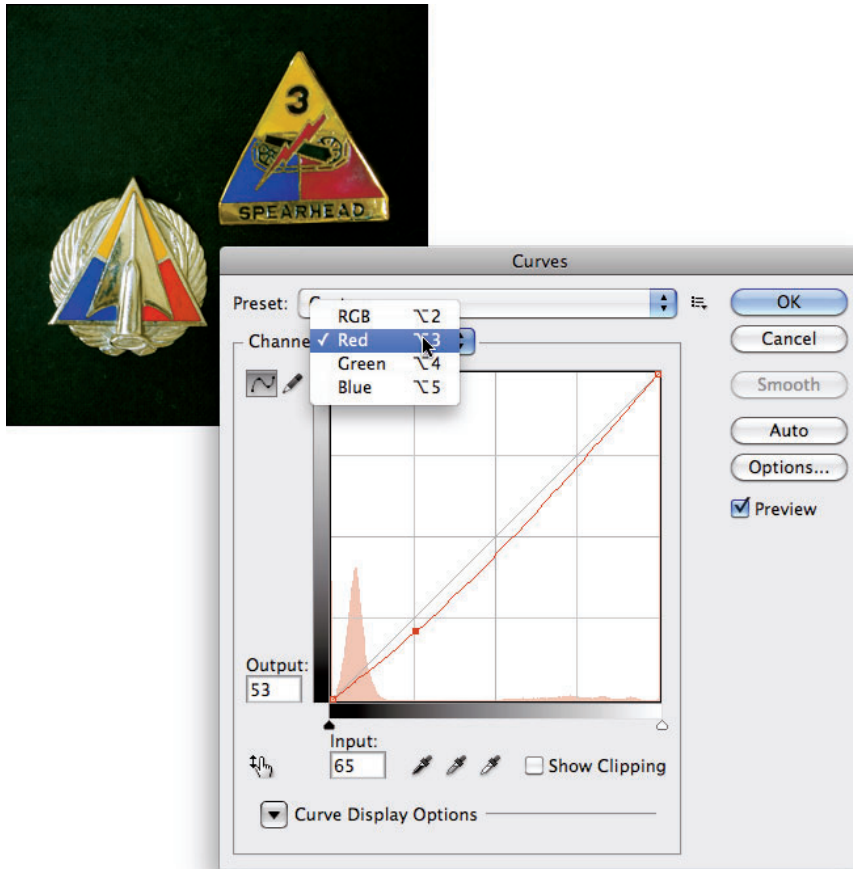 3
SPEARHEAD
Curves
Preset:
OK
RGB ⌥2
Channe
✓ Red ⌥3
Cancel
Green ⌥4
Blue ⌥5
Smooth
Auto
Options...
Preview
Output:
53
Input:
65
Show Clipping
Curve Display Options